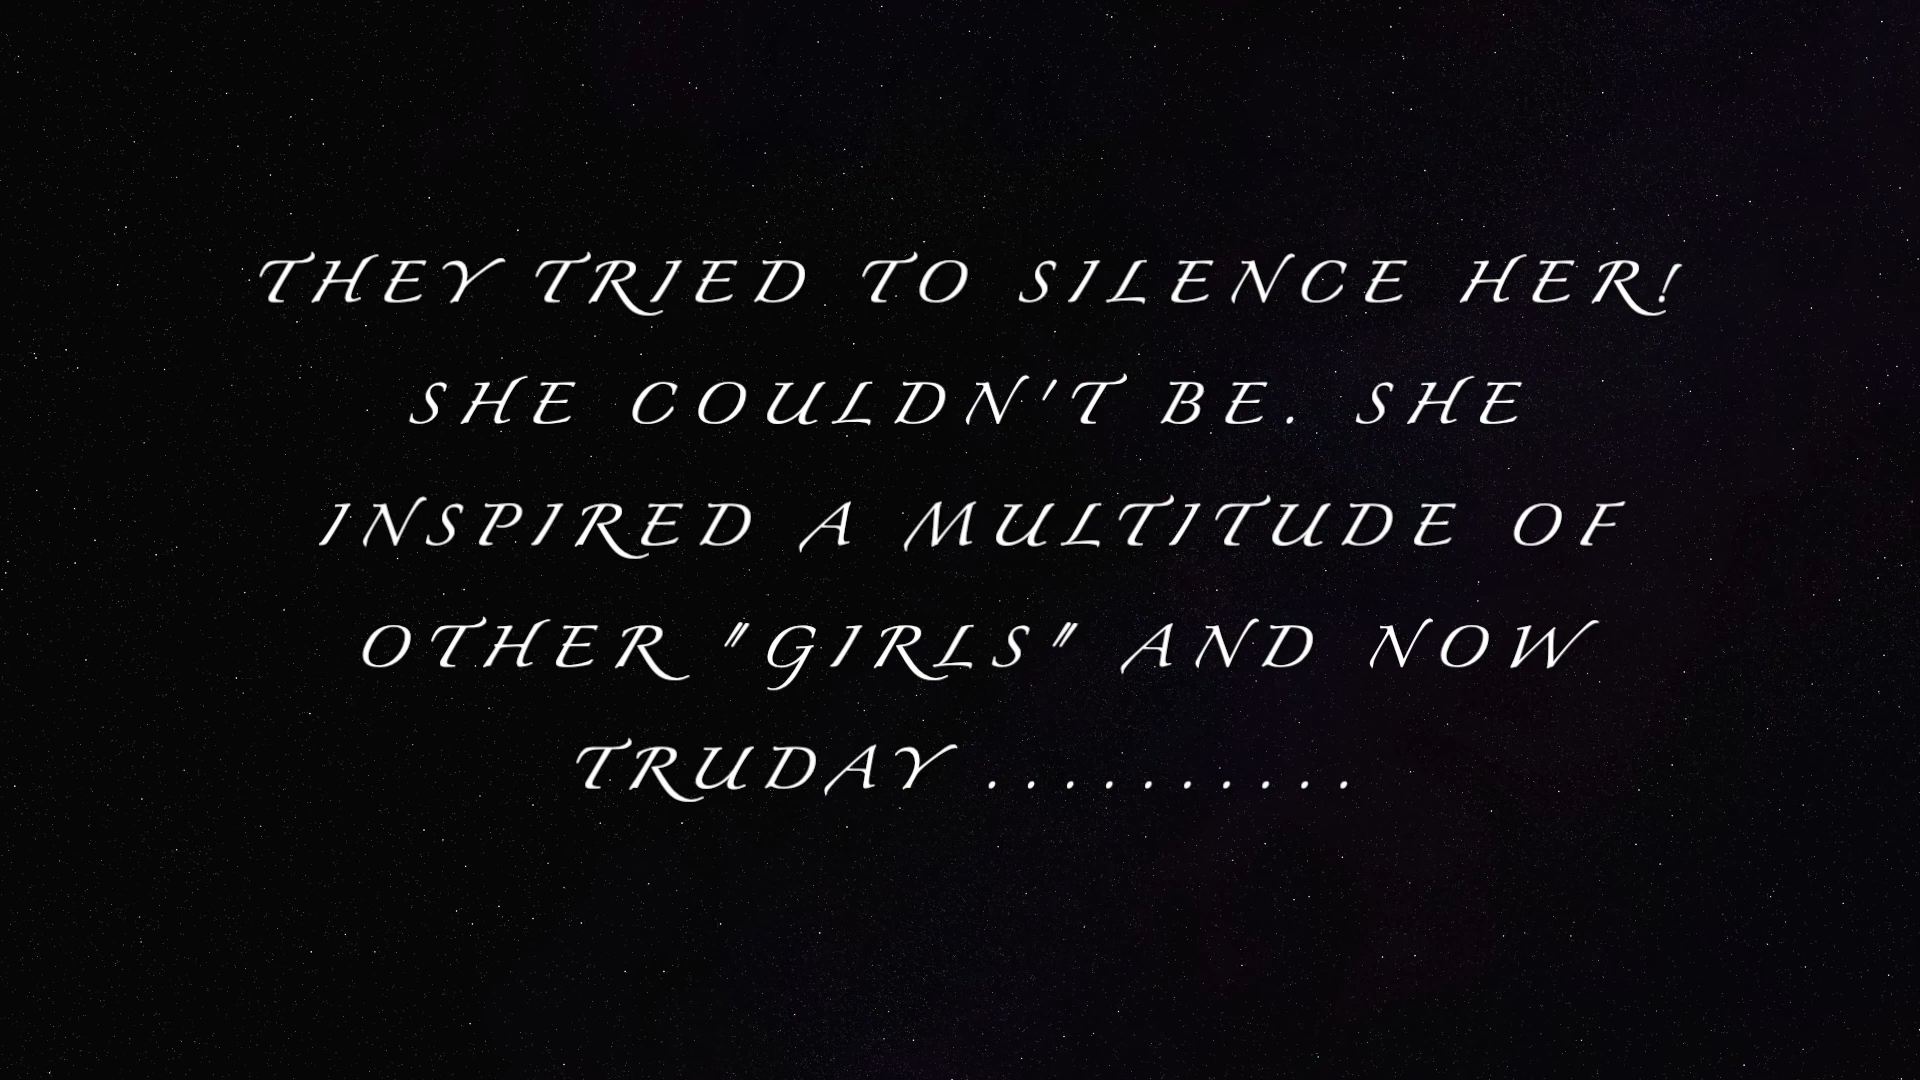 THEY TRIED TO SILENCE HER!
SHE COULDN'T BE. SHE
INSPIRED A MULTITUDE OF
OTHER "GIRLS" AND NOW
TRUDAY ..........